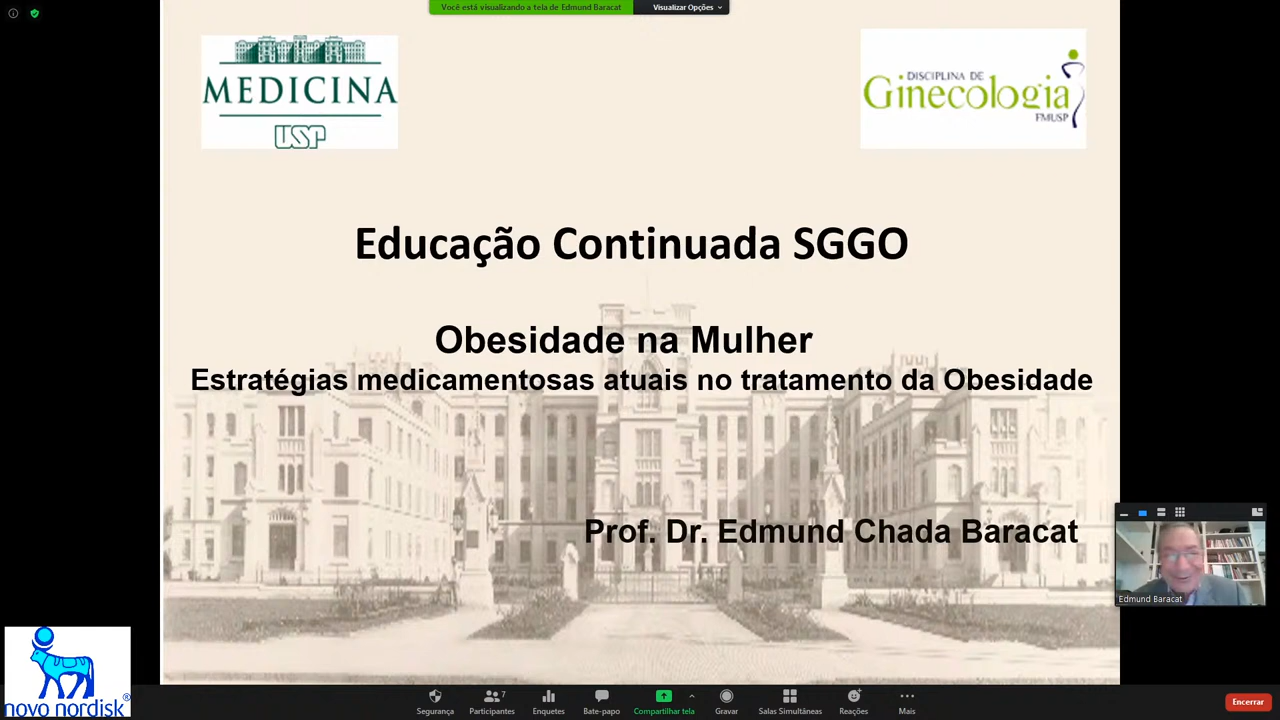 Você está visualizando a tela de Edmund Baracat
Visualizar Opções
MEDICINA
USP
DISCIPLINA DE
Ginecologia
FMUSP
Educação Continuada SGGO
Obesidade na Mulher
Estratégias medicamentosas atuais no tratamento da Obesidade
Prof. Dr. Edmund Chada Baracat
Edmund Baracat
novo nordisk®
Segurança
Participantes 7
Enquetes
Bate-papo
Compartilhar tela
Gravar
Salas Simultâneas
Reações
Mais
Encerrar